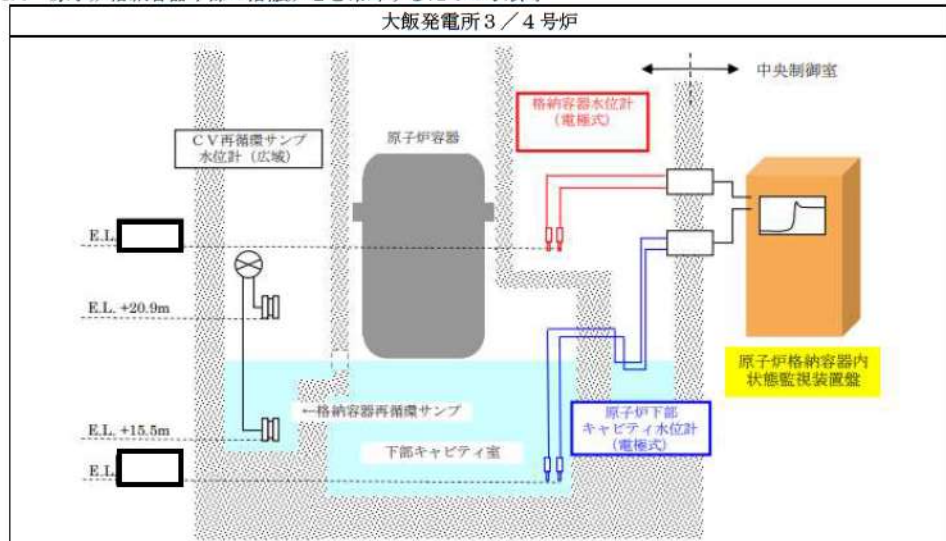 大飯発電所3/4号炉
中央制御室
格納容器水位計
(電極式)
CV再循環サンプ
水位計(広域)
原子炉容器
E.L.
E.L. +20.9m
原子炉格納容器内
状態監視装置盤
←格納容器再循環サンプ
原子炉下部
キャビティ水位計
(電極式)
E.L. +15.5m
下部キャビティ室
E.L.